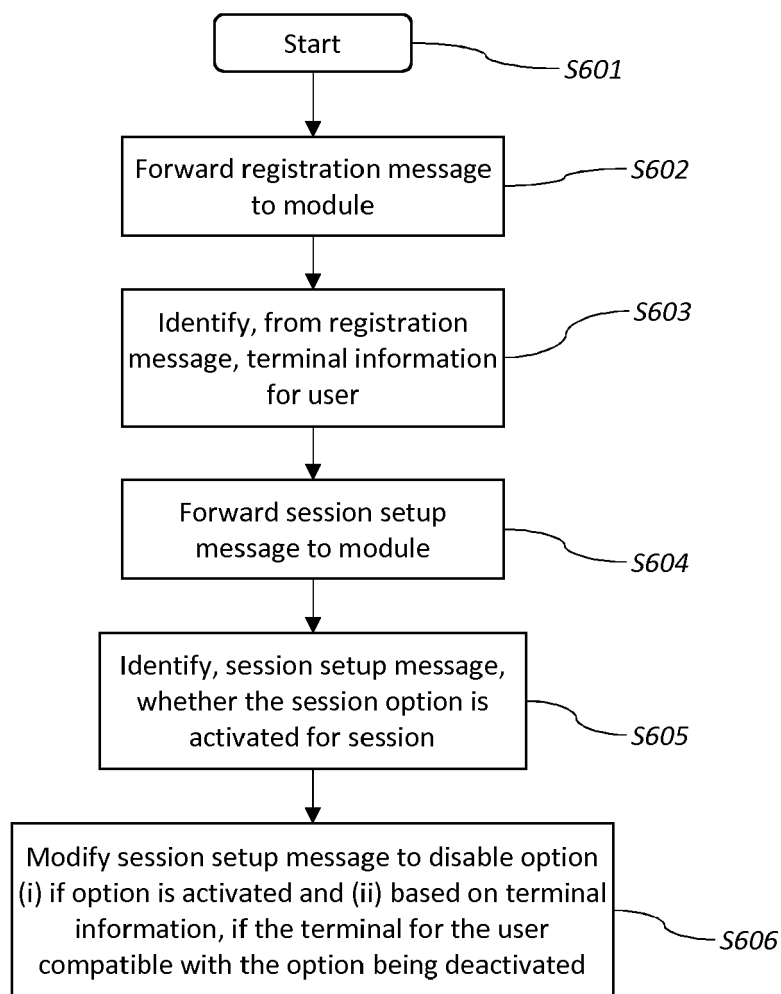 Start
S601
Forward registration message
to module
S602
Identify, from registration
message, terminal information
for user
S603
Forward session setup
message to module
S604
Identify, session setup message,
whether the session option is
activated for session
S605
Modify session setup message to disable option
(i) if option is activated and (ii) based on terminal
information, if the terminal for the user
compatible with the option being deactivated
S606